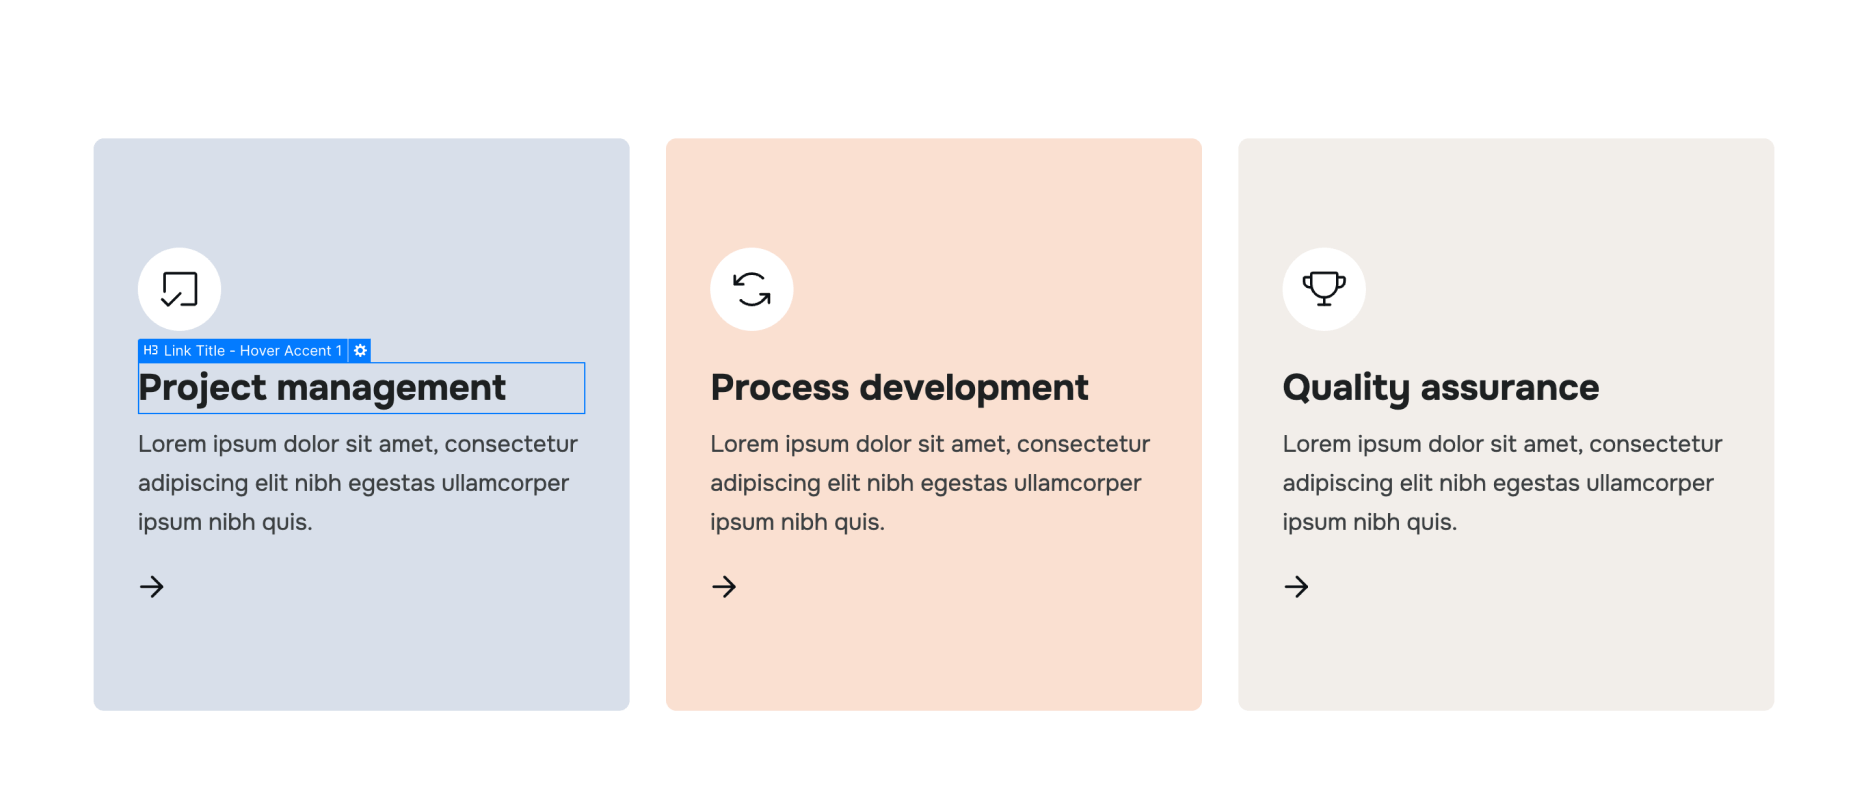 H3 Link Title - Hover Accent 1
Project management
Lorem ipsum dolor sit amet, consectetur
adipiscing elit nibh egestas ullamcorper
ipsum nibh quis.
Process development
Lorem ipsum dolor sit amet, consectetur
adipiscing elit nibh egestas ullamcorper
ipsum nibh quis.
Quality assurance
Lorem ipsum dolor sit amet, consectetur
adipiscing elit nibh egestas ullamcorper
ipsum nibh quis.